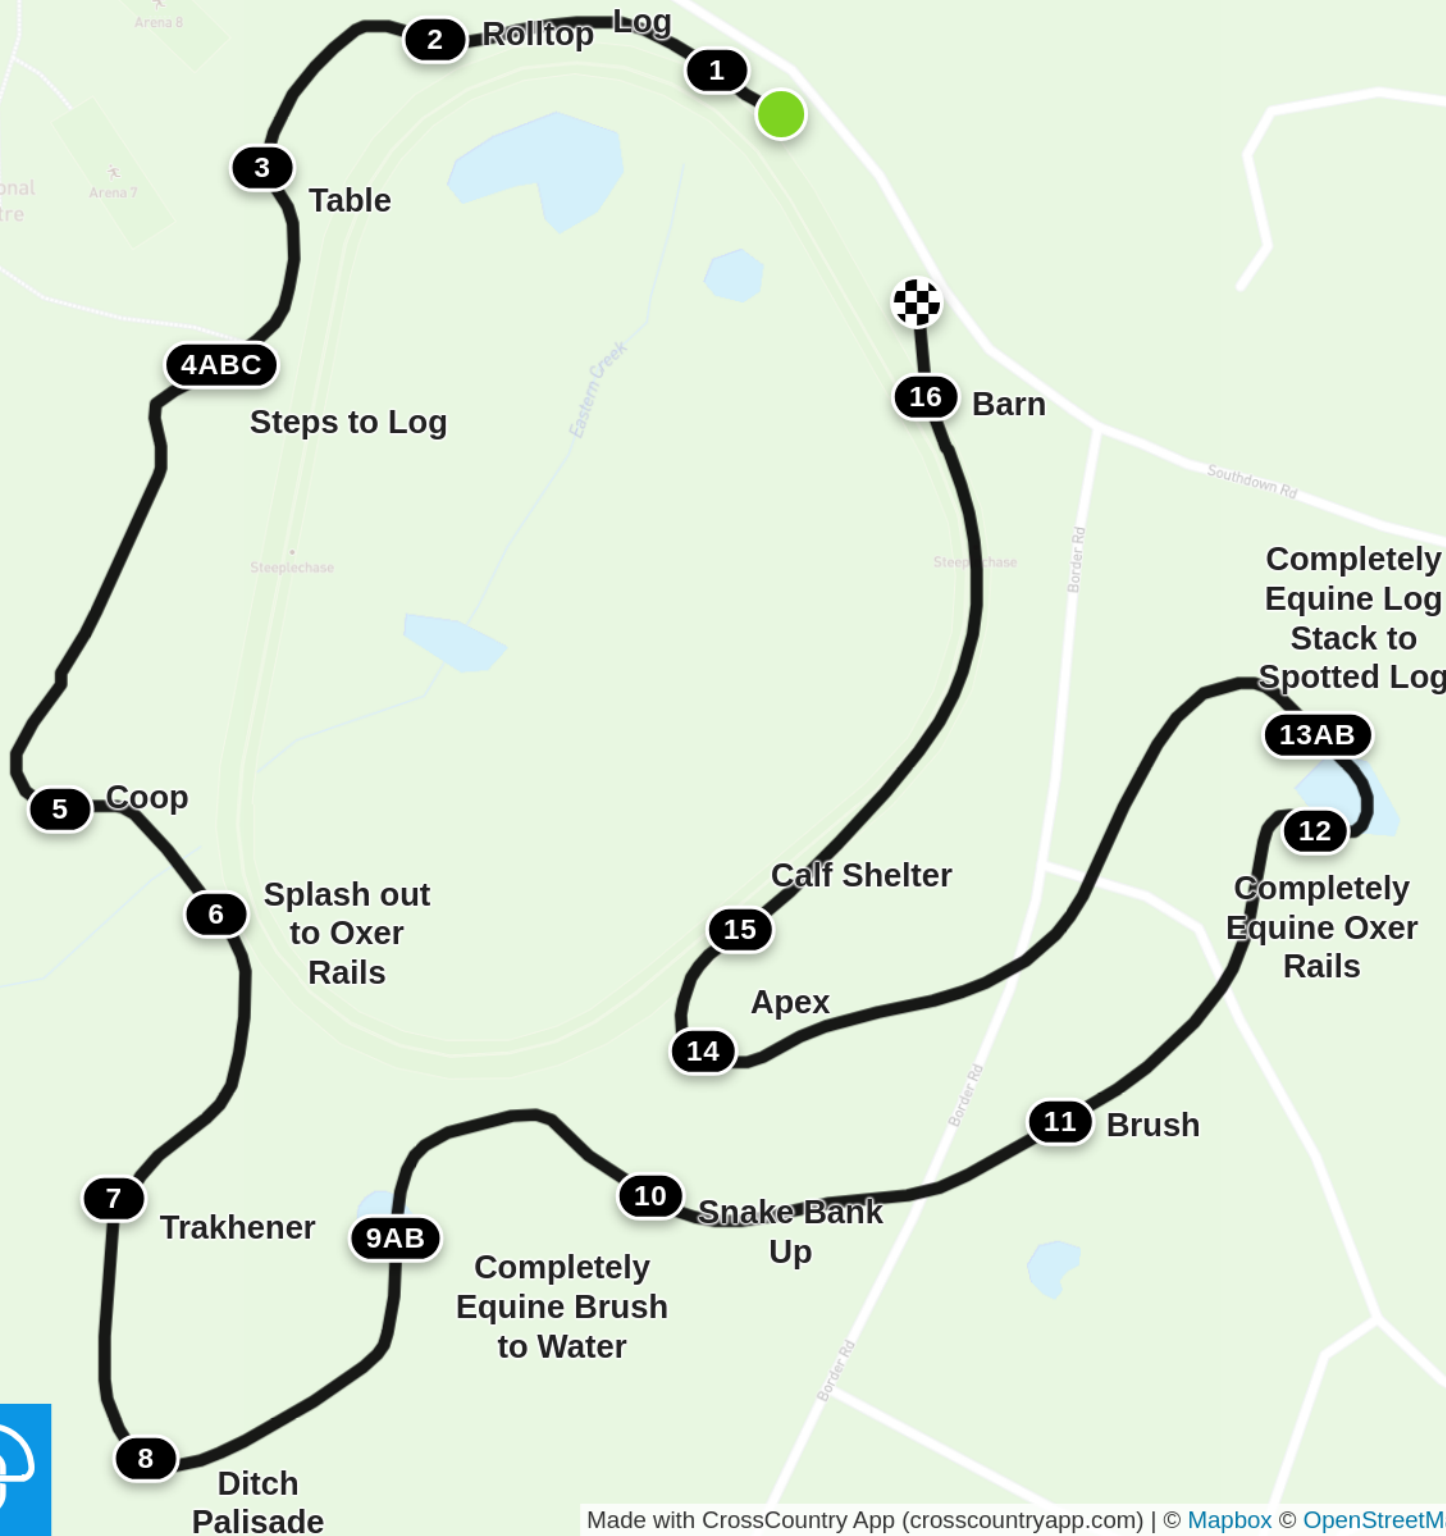 Arena 8
Log
Rolltop
2
1
3
Arena 7
Table
4ABC
Steps to Log
Eastern Creek
16
Barn
Southdown Rd
Steeplechase
Border Rd
Completely
Equine Log
Stack to
Spotted Log
13AB
5
Coop
12
Calf Shelter
Completely
Equine Oxer
Rails
6
Splash out
to Oxer
Rails
15
Apex
14
Border Rd
11
Brush
7
Trakhener
10
Snake Bank
Up
9AB
Completely
Equine Brush
to Water
Border Rd
8
Ditch
Palisade
Made with CrossCountry App (crosscountryapp.com) | © Mapbox © OpenStreetM